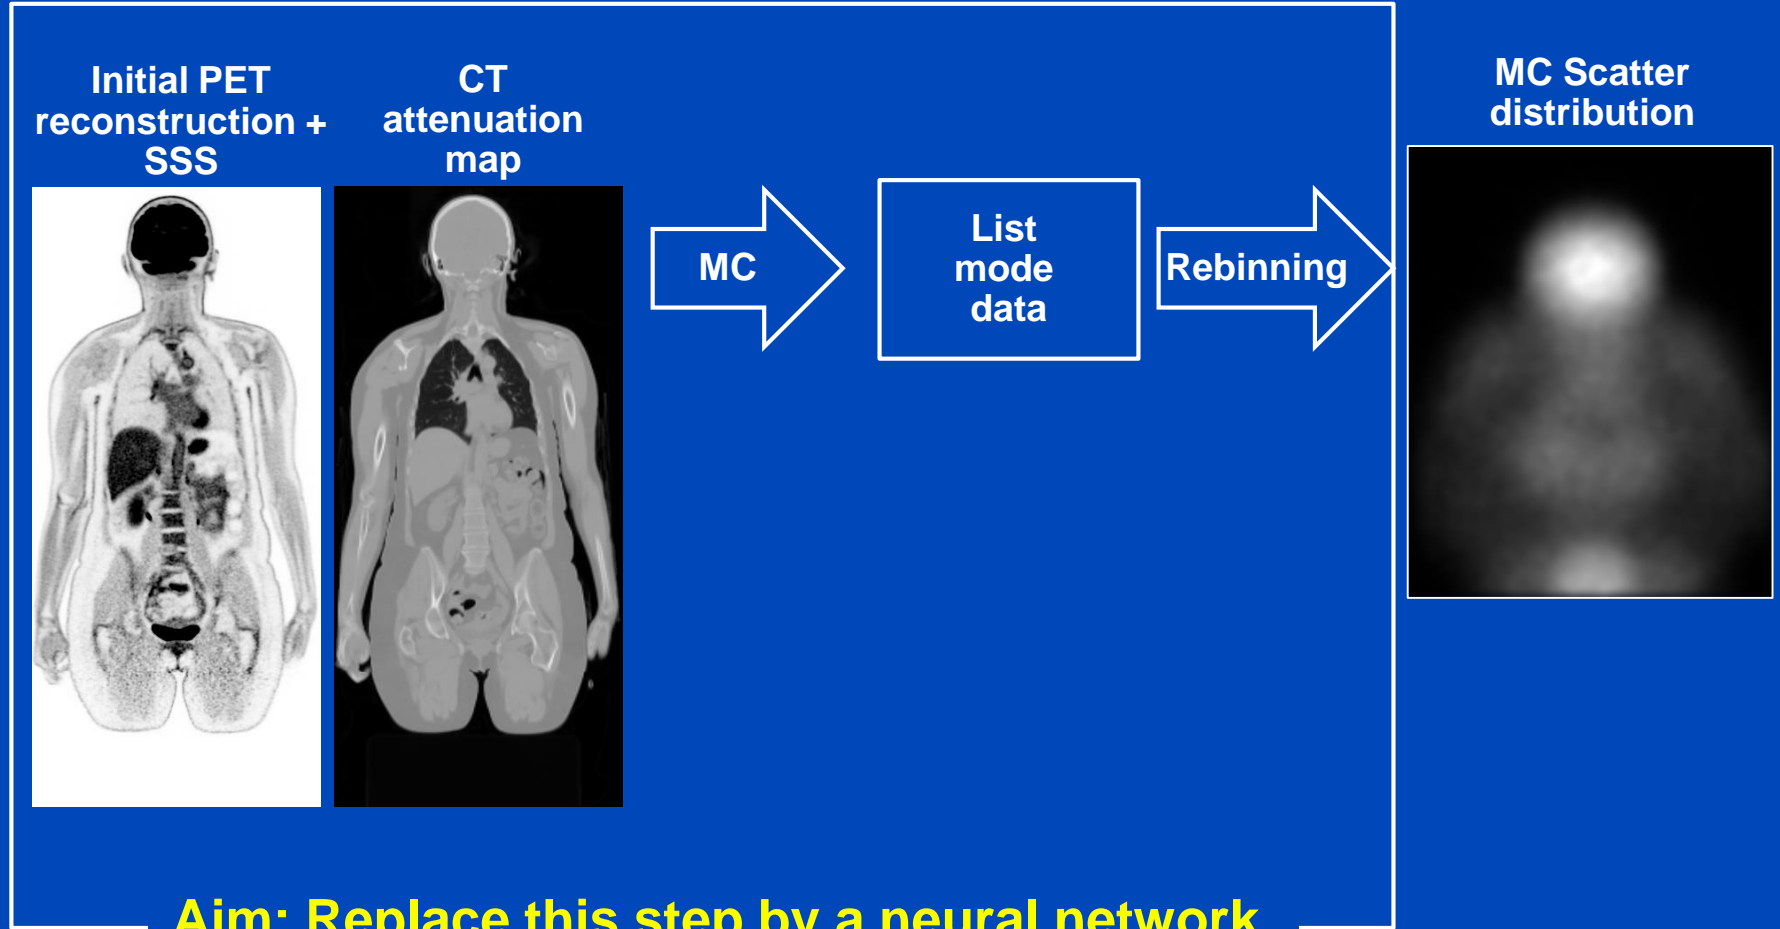 Initial PET
reconstruction +
SSS
CT
attenuation
map
MC
List
mode
data
Rebinning
MC Scatter
distribution
Aim: Replace this step by a neural network